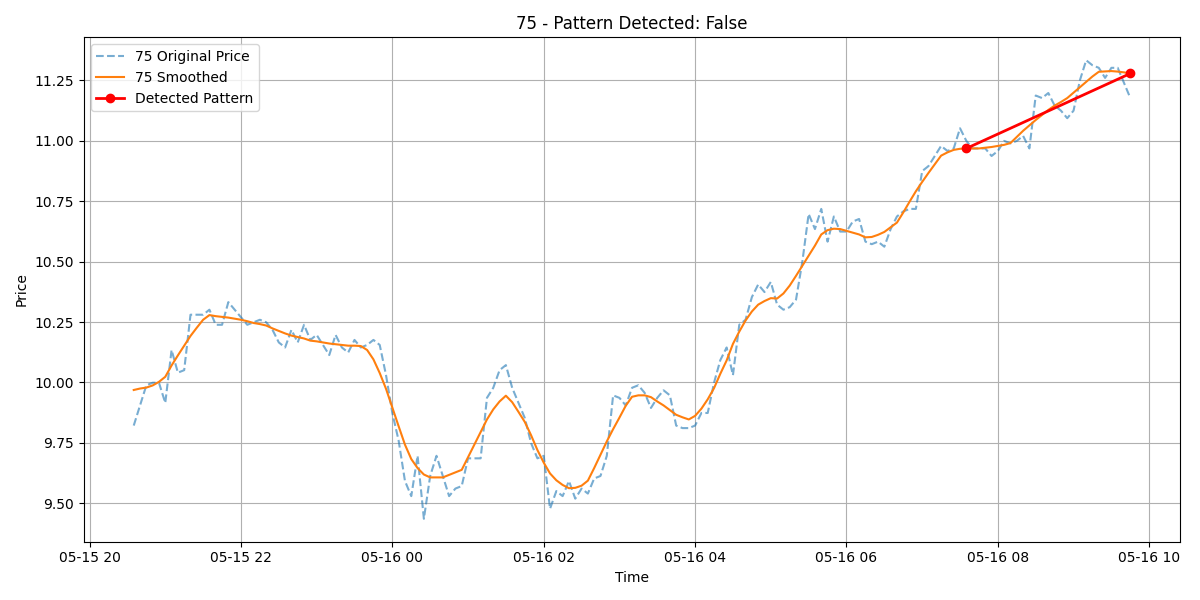 75 - Pattern Detected: False
75 Original Price
75 Smoothed
Detected Pattern
Price
11.25
11.00
10.75
10.50
10.25
10.00
9.75
9.50
05-15 20 05-15 22 05-16 00 05-16 02 05-16 04 05-16 06 05-16 08 05-16 10
Time